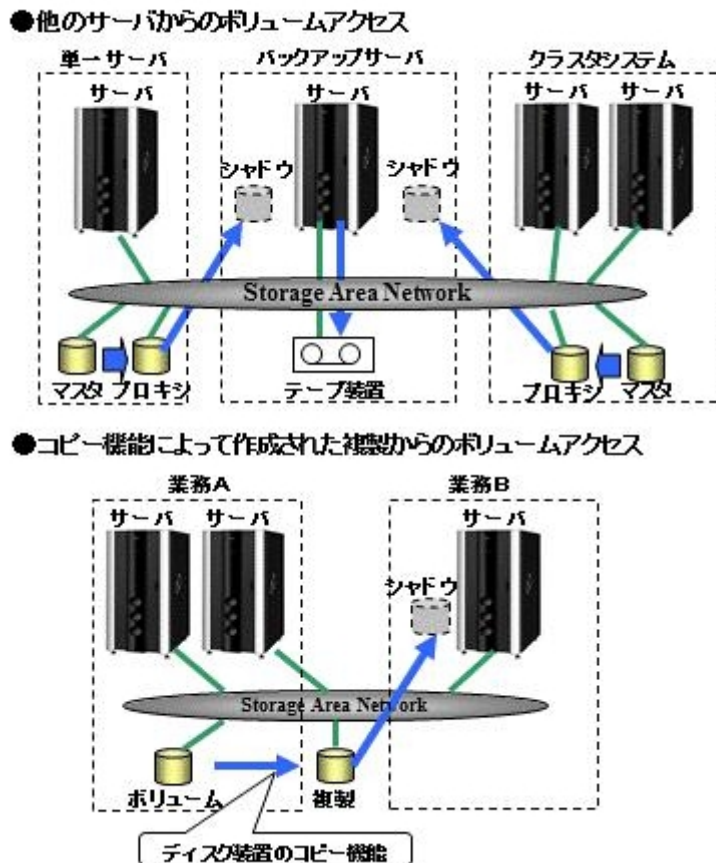 ●他のサーバからのボリュームアクセス
単一サーバ バックアップサーバ クラスタシステム
サーバ サーバ サーバ サーバ
シャドウ シャドウ
Storage Area Network
マスタ プロキシ テープ装置 プロキシ マスタ
●コピー機能によって作成された複製からのボリュームアクセス
業務A 業務B
サーバ サーバ サーバ
シャドウ
Storage Area Network
ボリューム 複製
ディスク装置のコピー機能